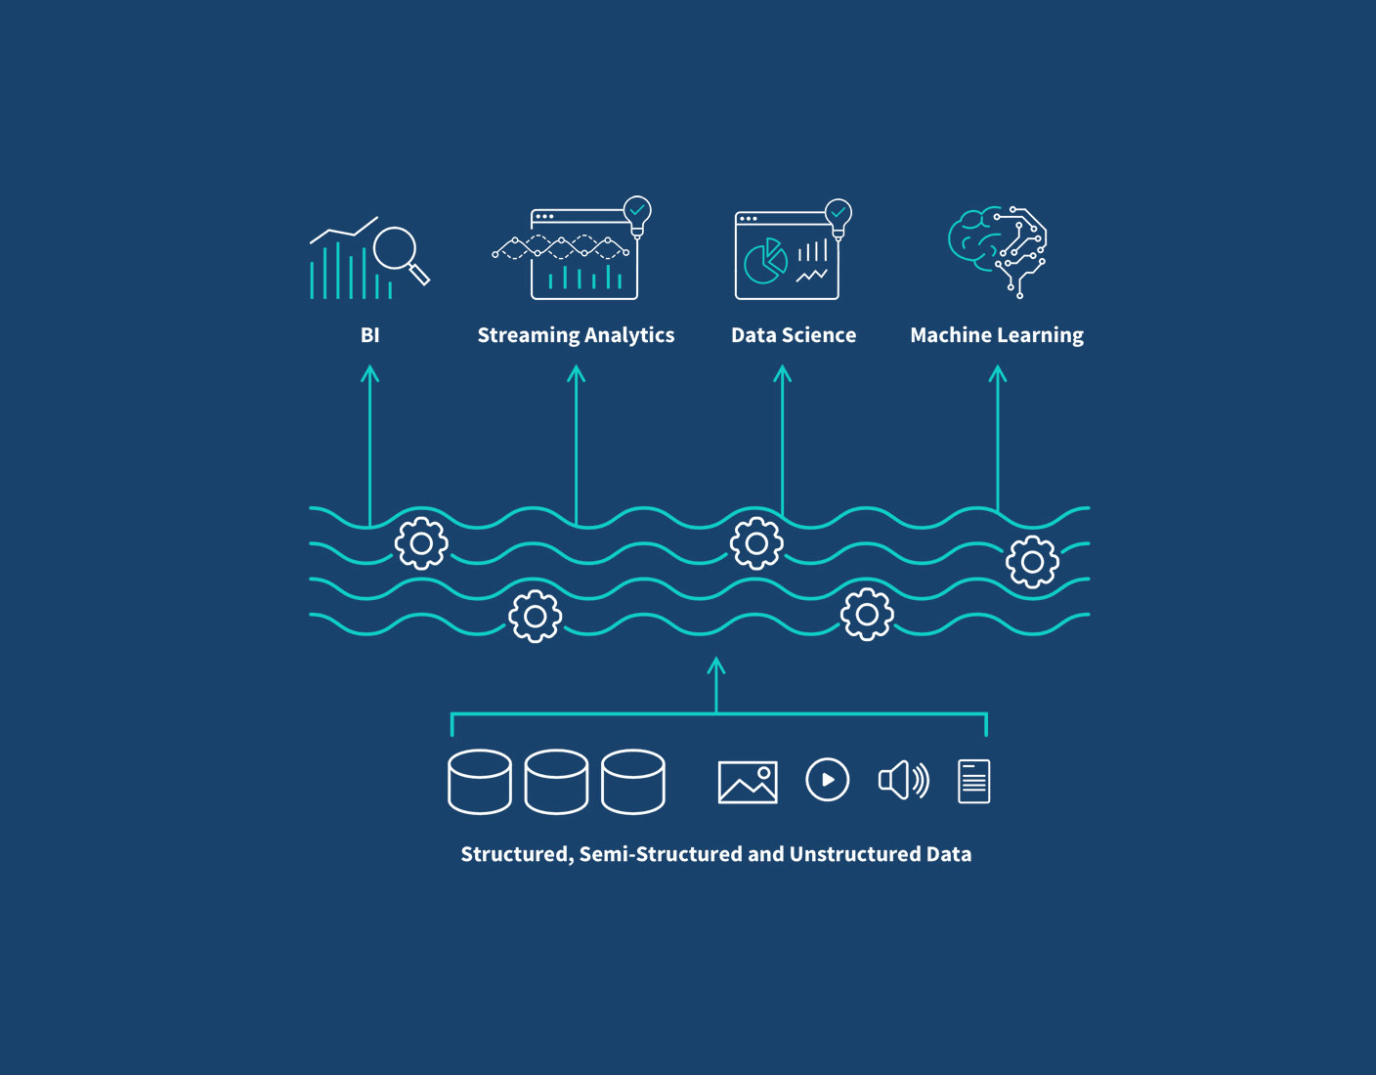 BI
Streaming Analytics
Data Science
Machine Learning
Structured, Semi-Structured and Unstructured Data